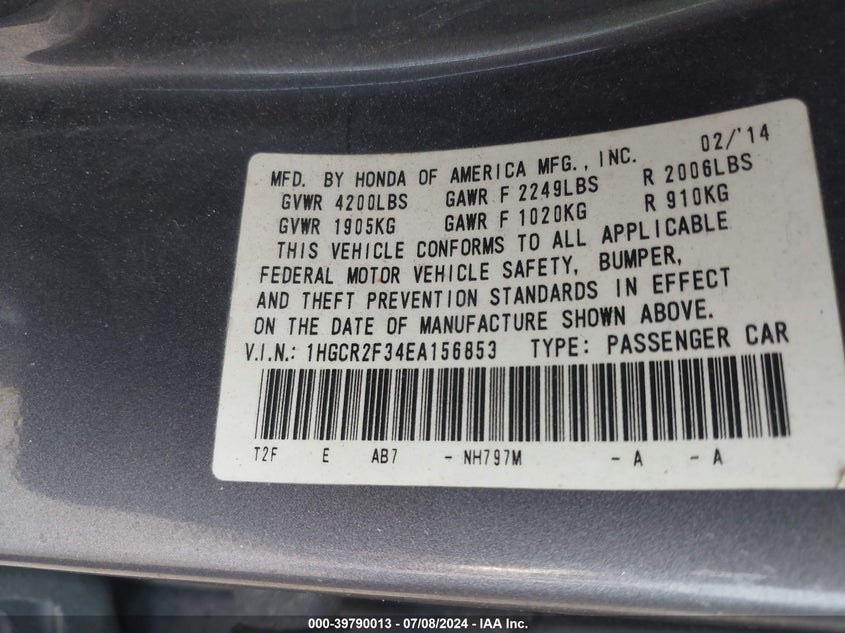 02/'14
MFD. BY HONDA OF AMERICA MFG., INC.
GVWR 4200LBS GAWR F 2249LBS R 2006LBS
GVWR 1905KG GAWR F 1020KG R 910KG
THIS VEHICLE CONFORMS TO ALL APPLICABLE
FEDERAL MOTOR VEHICLE SAFETY, BUMPER,
AND THEFT PREVENTION STANDARDS IN EFFECT
ON THE DATE OF MANUFACTURE SHOWN ABOVE.
V.I.N.: 1HGCR2F34EA156853 TYPE: PASSENGER CAR
T2F E AB7 -NH797M -A -A
000-39790013 / 07/08/2024 - IAA Inc.